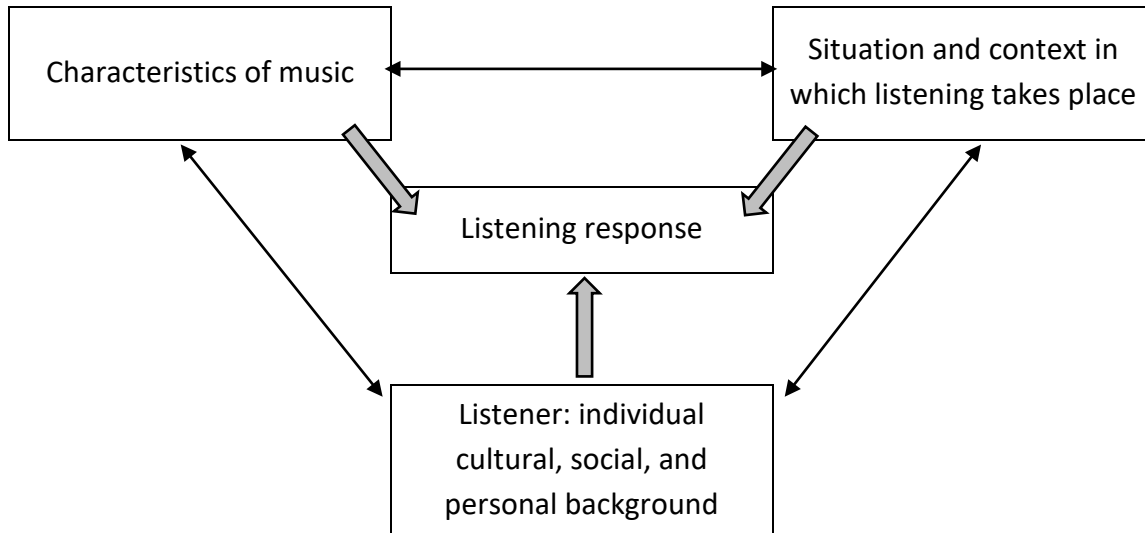 Characteristics of music
Situation and context in
which listening takes place
Listening response
Listener: individual
cultural, social, and
personal background